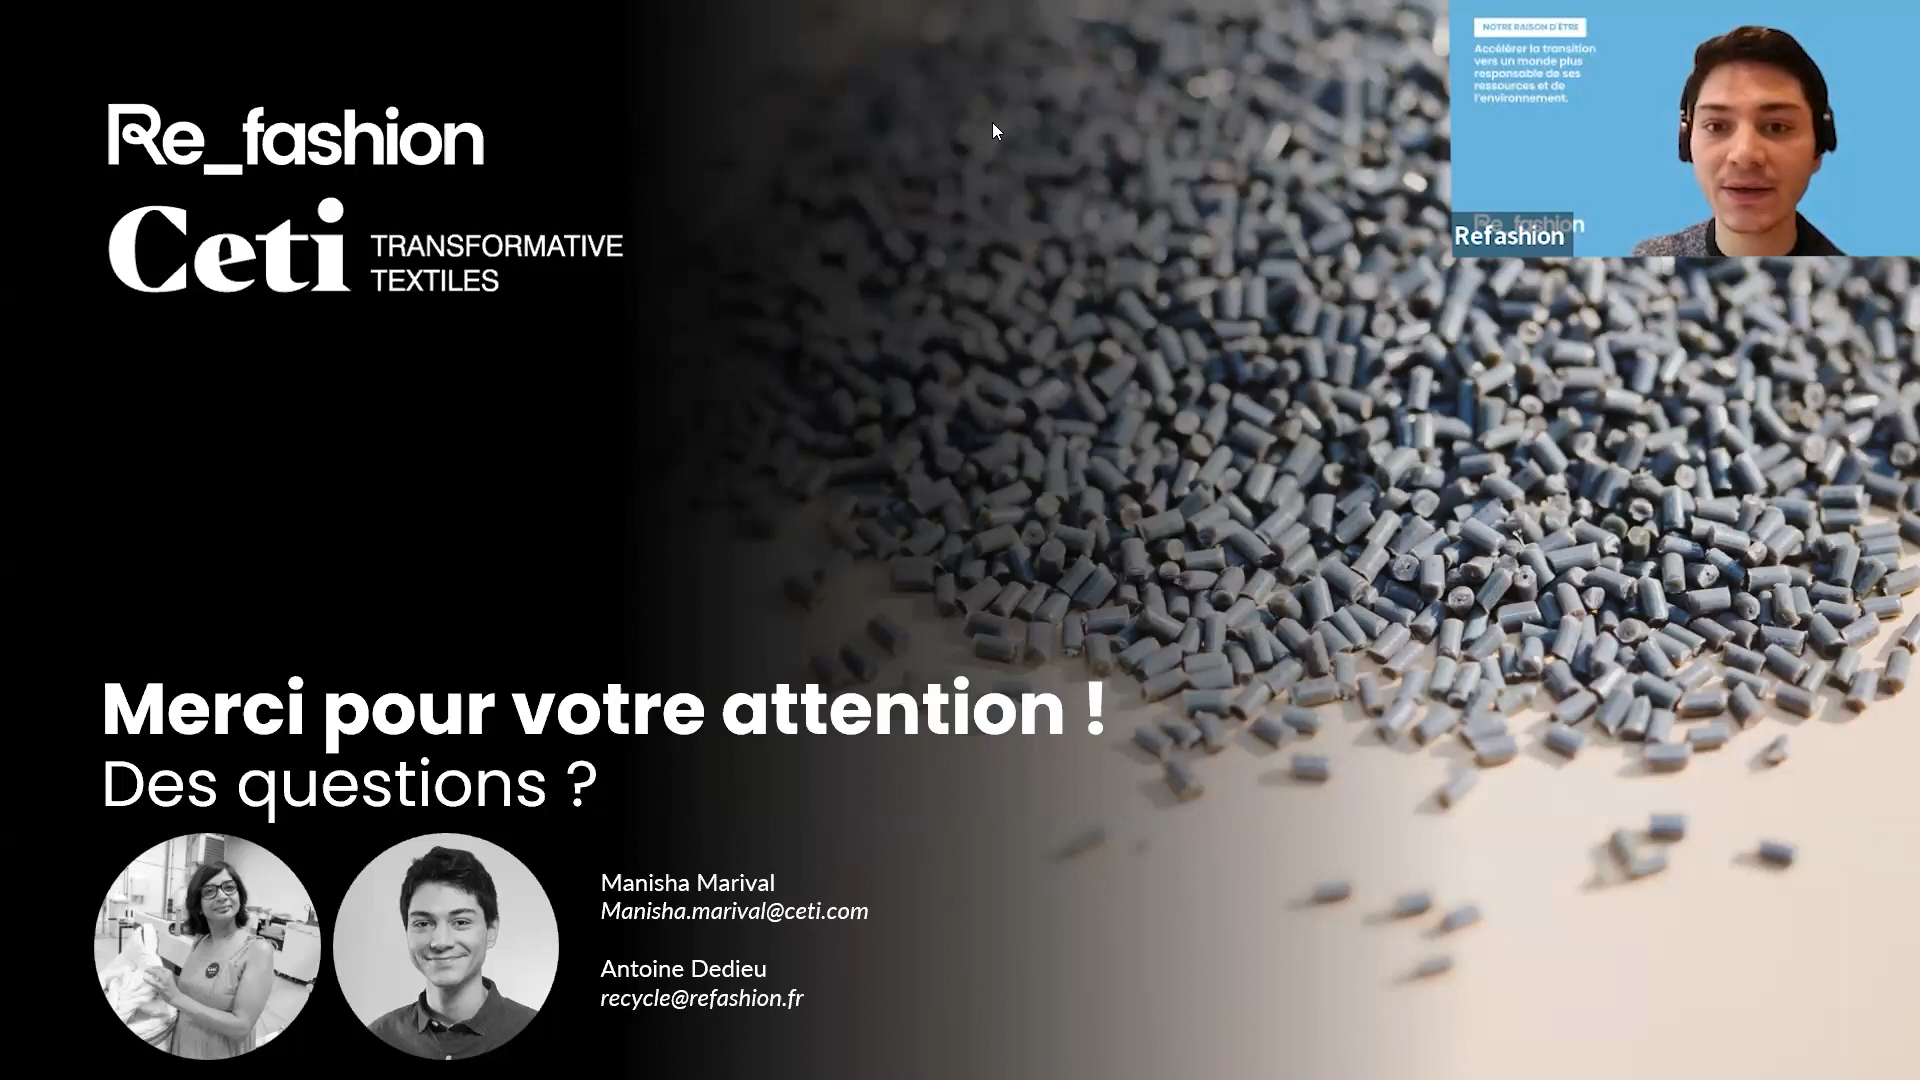 Re_fashion
Ceti TRANSFORMATIVE
TEXTILES
NOTRE RAISON D'ÊTRE
Accélérer la transition
vers un monde plus
responsable de ses
ressources et de
l'environnement.
Re_fashion
Refashion
Merci pour votre attention !
Des questions ?
Manisha Marival
Manisha.marival@ceti.com
Antoine Dedieu
recycle@refashion.fr